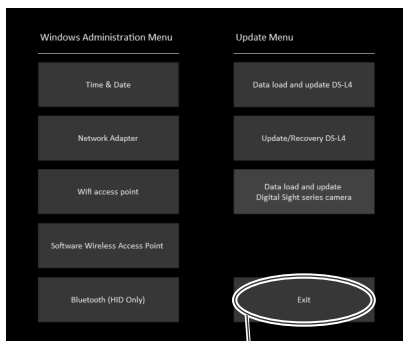 Windows Administration Menu
Update Menu
Time & Date
Data load and update DS-L4
Network Adapter
Update/Recovery DS-L4
Wifi access point
Data load and update
Digital Sight series camera
Software Wireless Access Point
Bluetooth (HID Only)
Exit